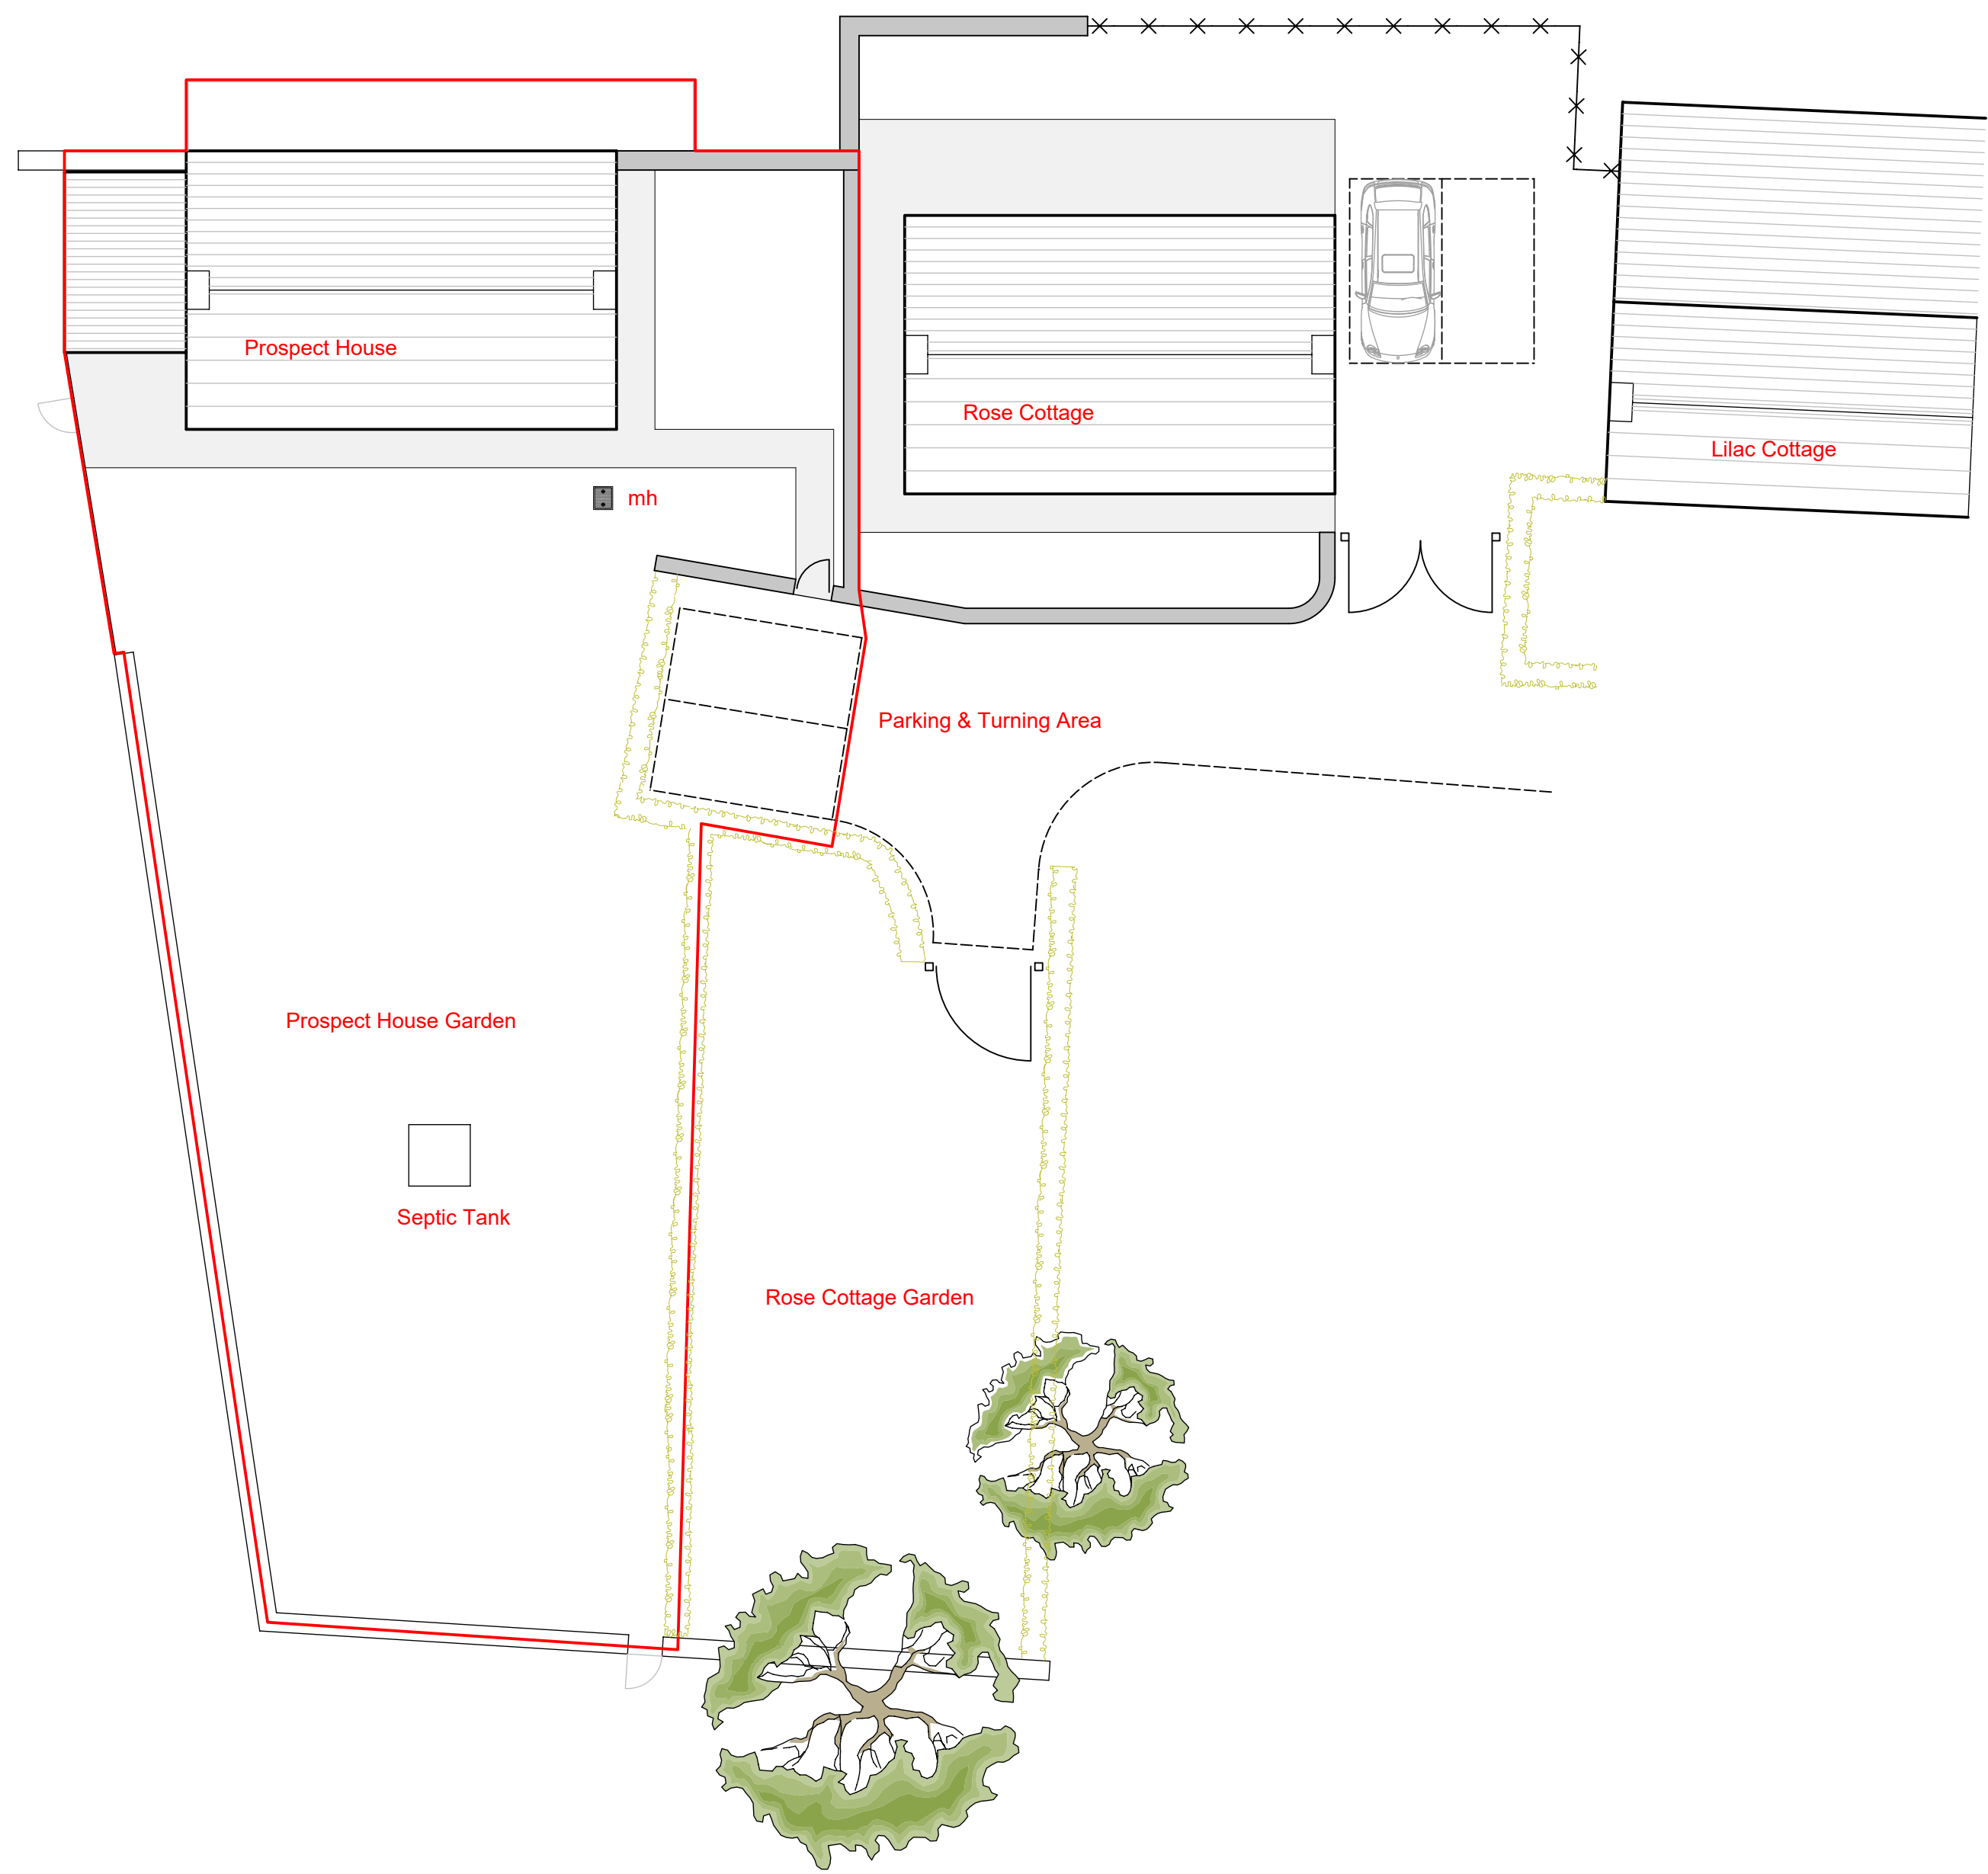 Prospect House
Rose Cottage
Lilac Cottage
mh
Parking & Turning Area
Prospect House Garden
Septic Tank
Rose Cottage Garden